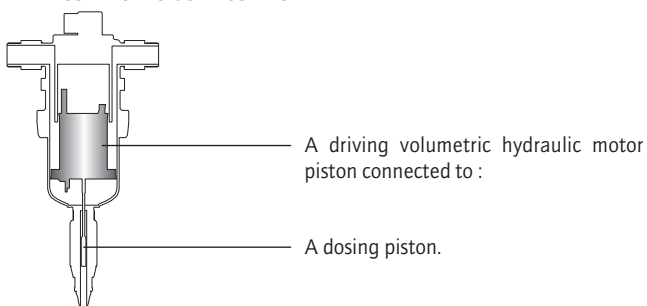 A driving volumetric hydraulic motor
piston connected to :
A dosing piston.